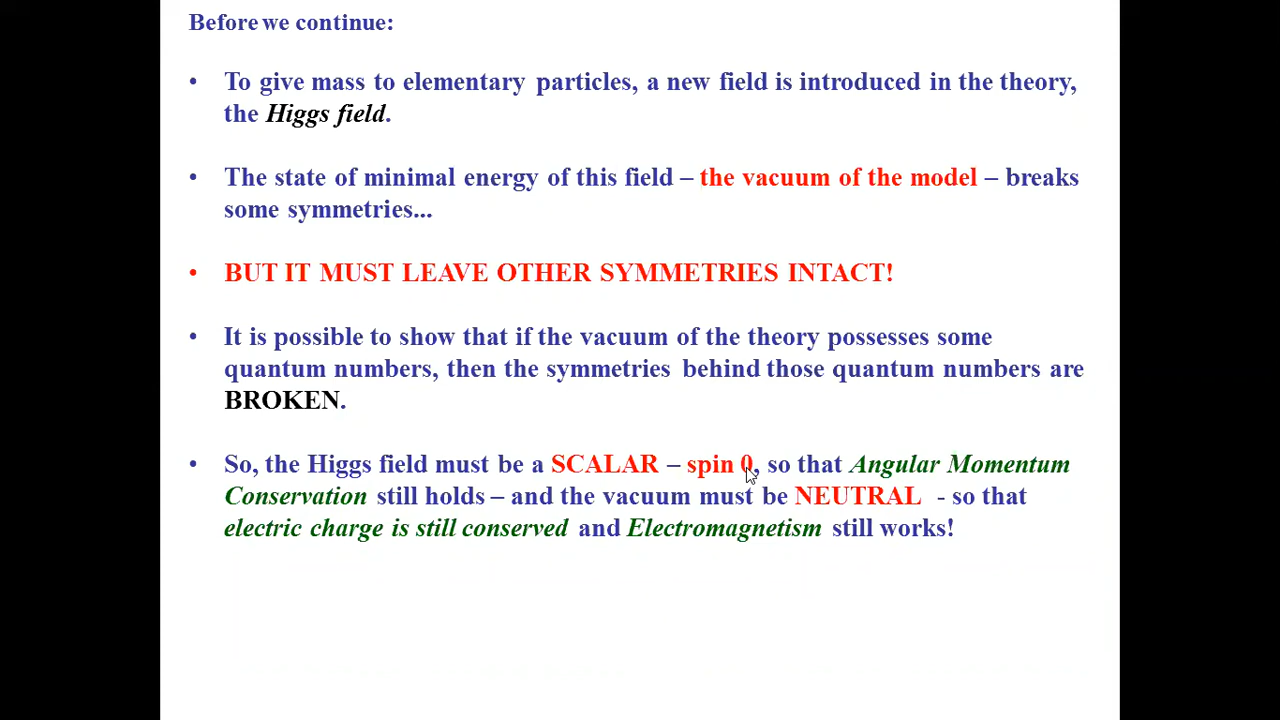 Before we continue:
• To give mass to elementary particles, a new field is introduced in the theory,
the Higgs field.
• The state of minimal energy of this field – the vacuum of the model – breaks
some symmetries...
• BUT IT MUST LEAVE OTHER SYMMETRIES INTACT!
• It is possible to show that if the vacuum of the theory possesses some
quantum numbers, then the symmetries behind those quantum numbers are
BROKEN.
• So, the Higgs field must be a SCALAR – spin 0, so that Angular Momentum
Conservation still holds – and the vacuum must be NEUTRAL - so that
electric charge is still conserved and Electromagnetism still works!